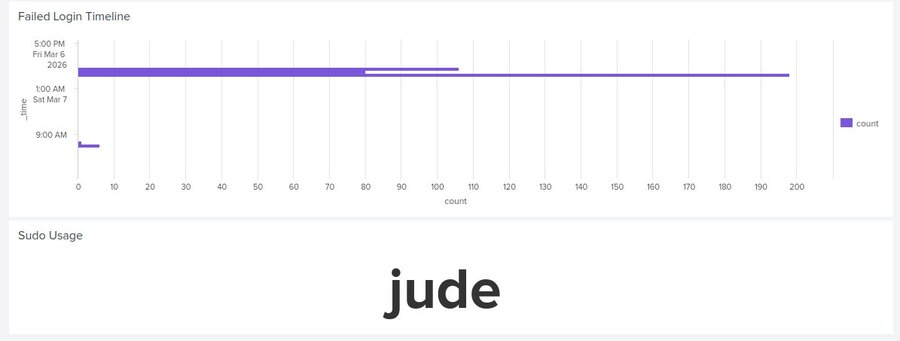 Failed Login Timeline
5:00 PM
Fri Mar 6
2026
1:00 AM
Sat Mar 7
9:00 AM
_time
0 10 20 30 40 50 60 70 80 90 100 110 120 130 140 150 160 170 180 190 200
count
count
Sudo Usage
jude